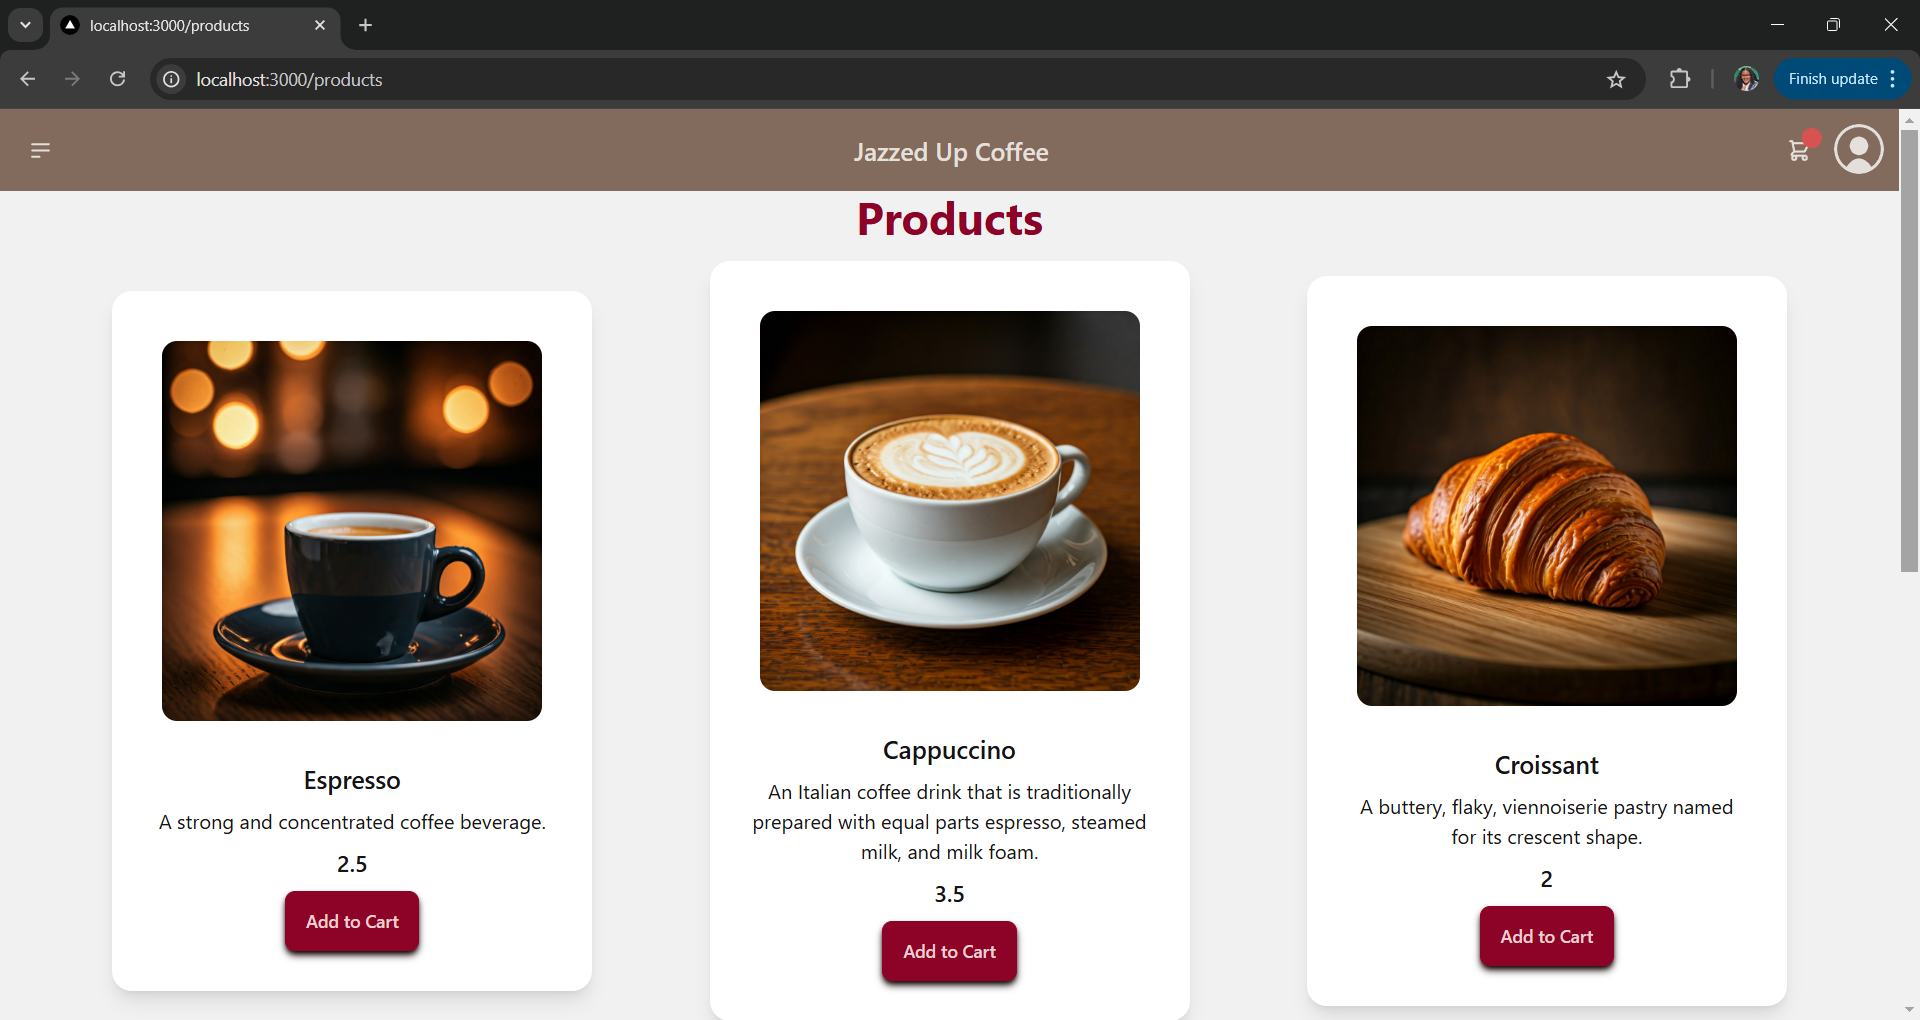 localhost:3000/products
localhost:3000/products
Finish update
Jazzed Up Coffee
Products
Espresso
A strong and concentrated coffee beverage.
2.5
Add to Cart
Cappuccino
An Italian coffee drink that is traditionally
prepared with equal parts espresso, steamed
milk, and milk foam.
3.5
Add to Cart
Croissant
A buttery, flaky, viennoiserie pastry named
for its crescent shape.
2
Add to Cart